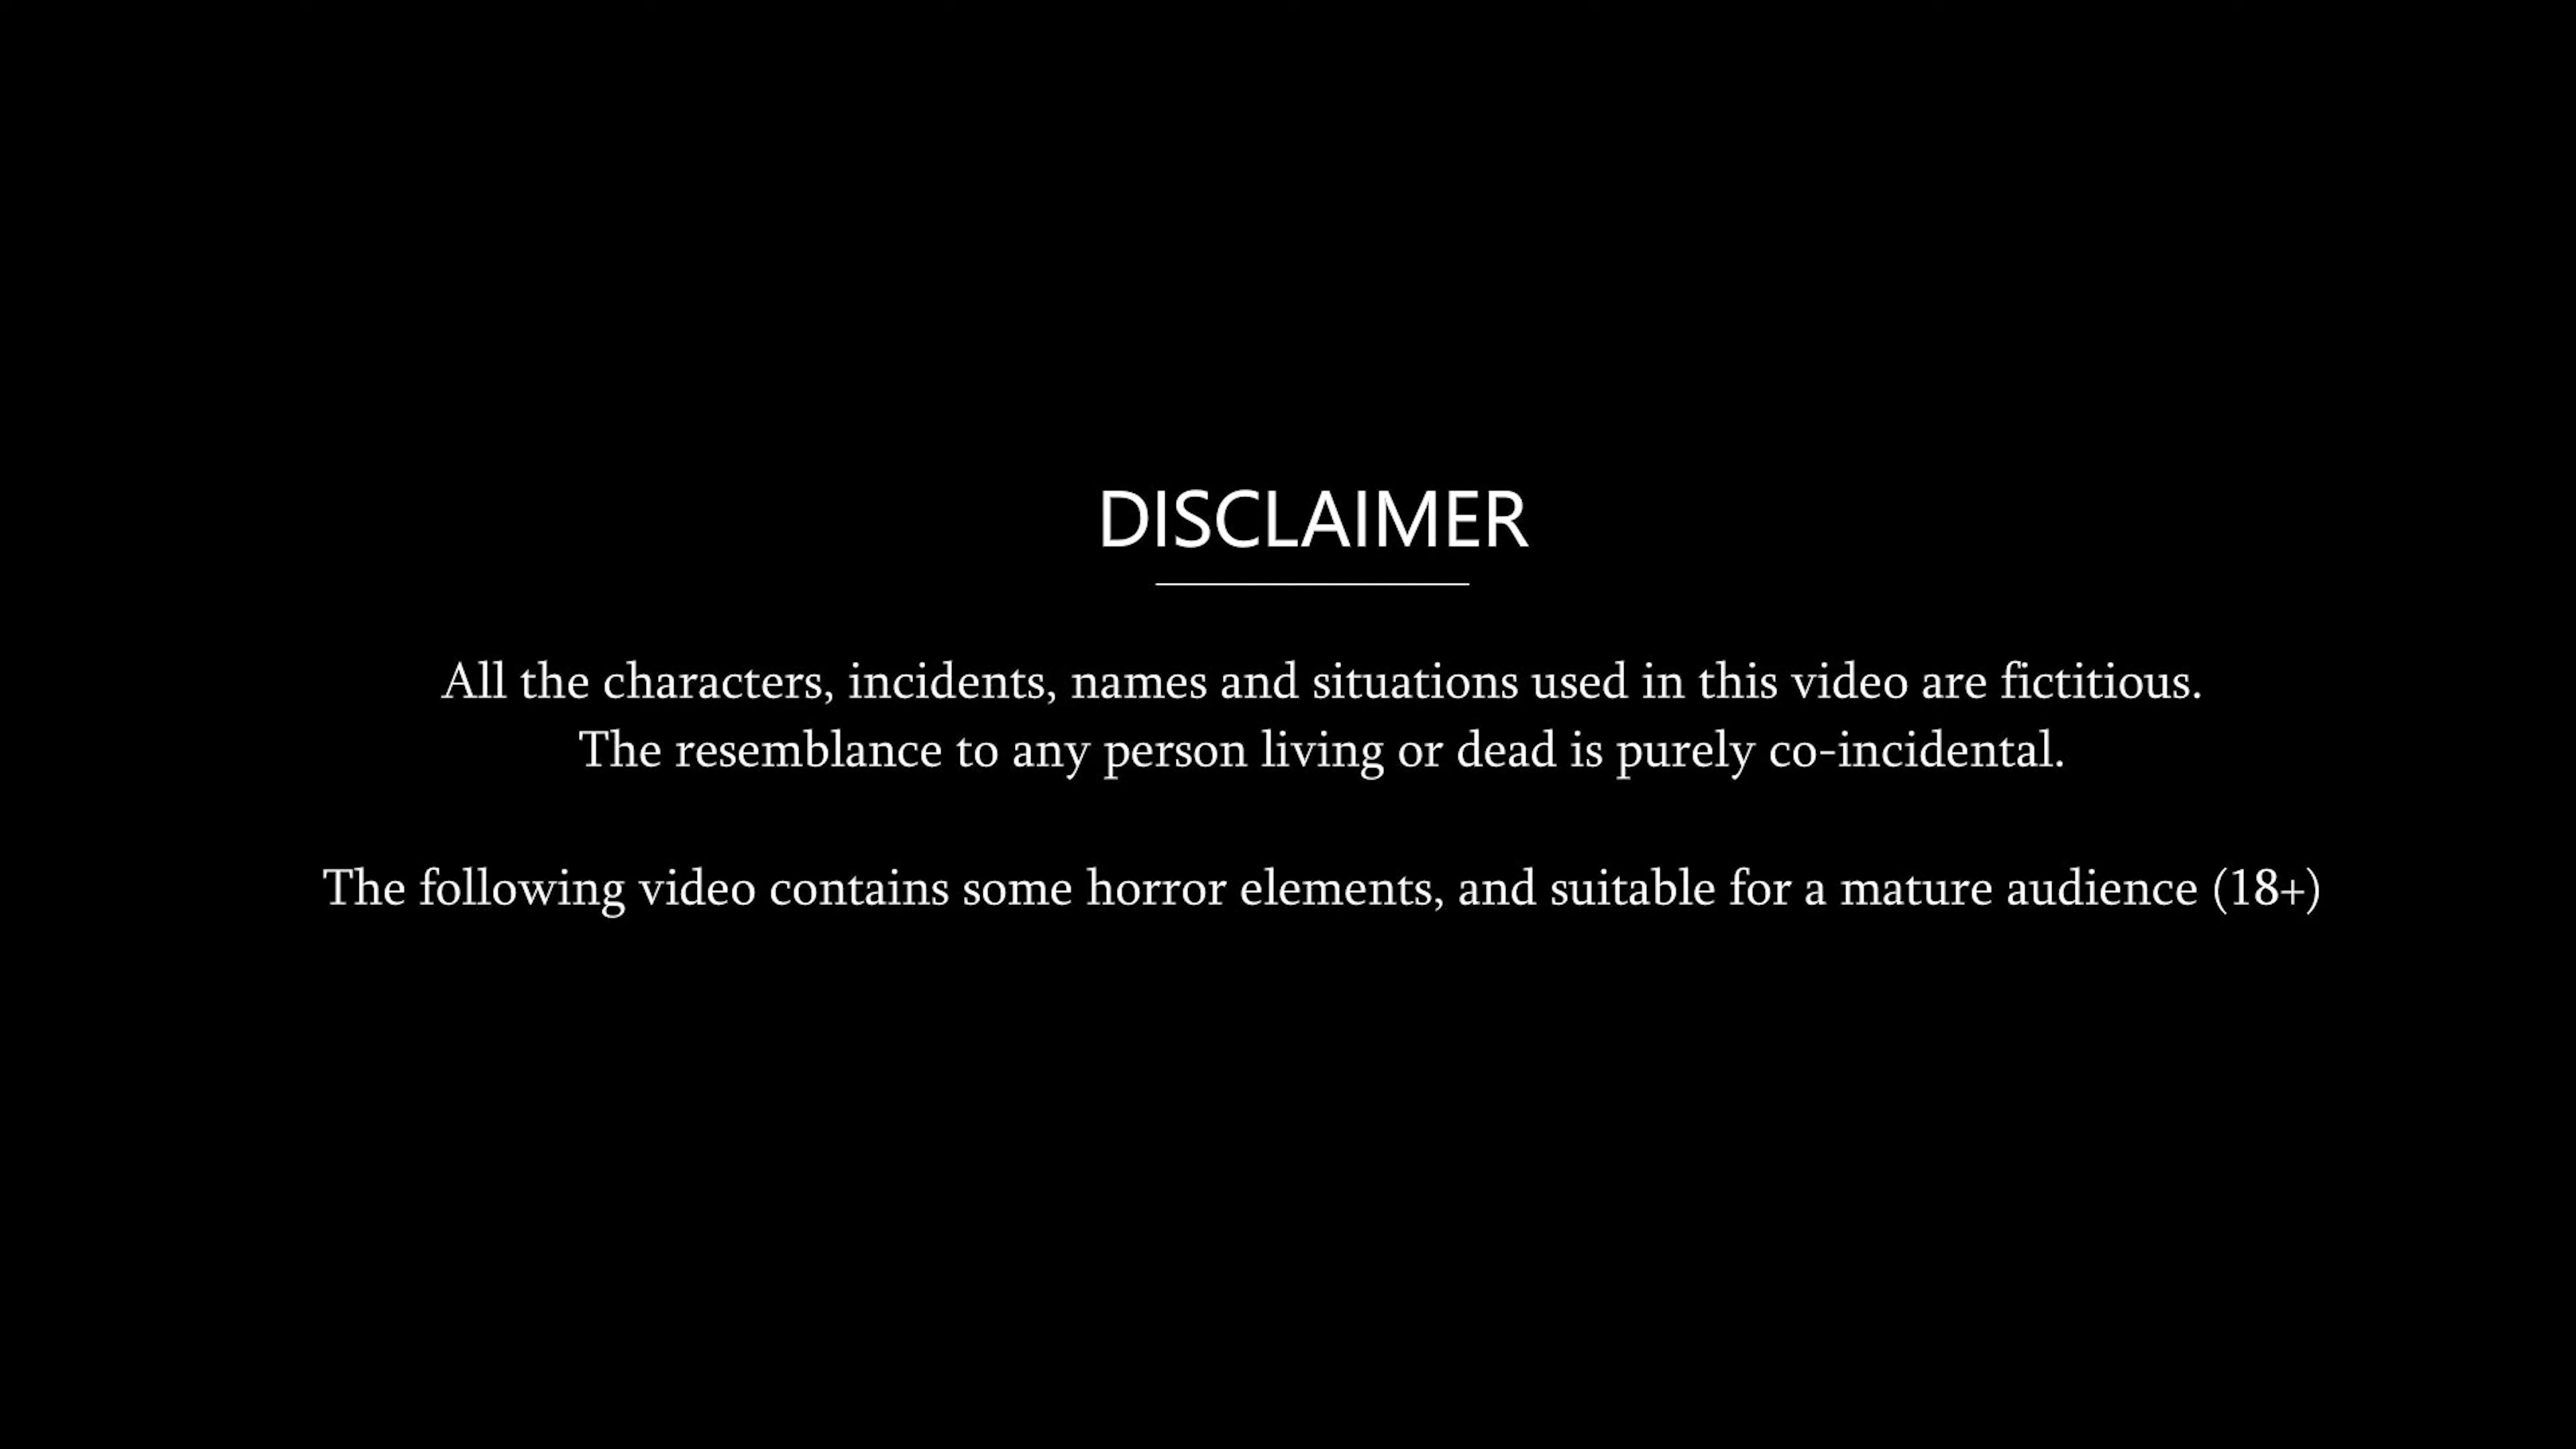 DISCLAIMER
All the characters, incidents, names and situations used in this video are fictitious.
The resemblance to any person living or dead is purely co-incidental.
The following video contains some horror elements, and suitable for a mature audience (18+)